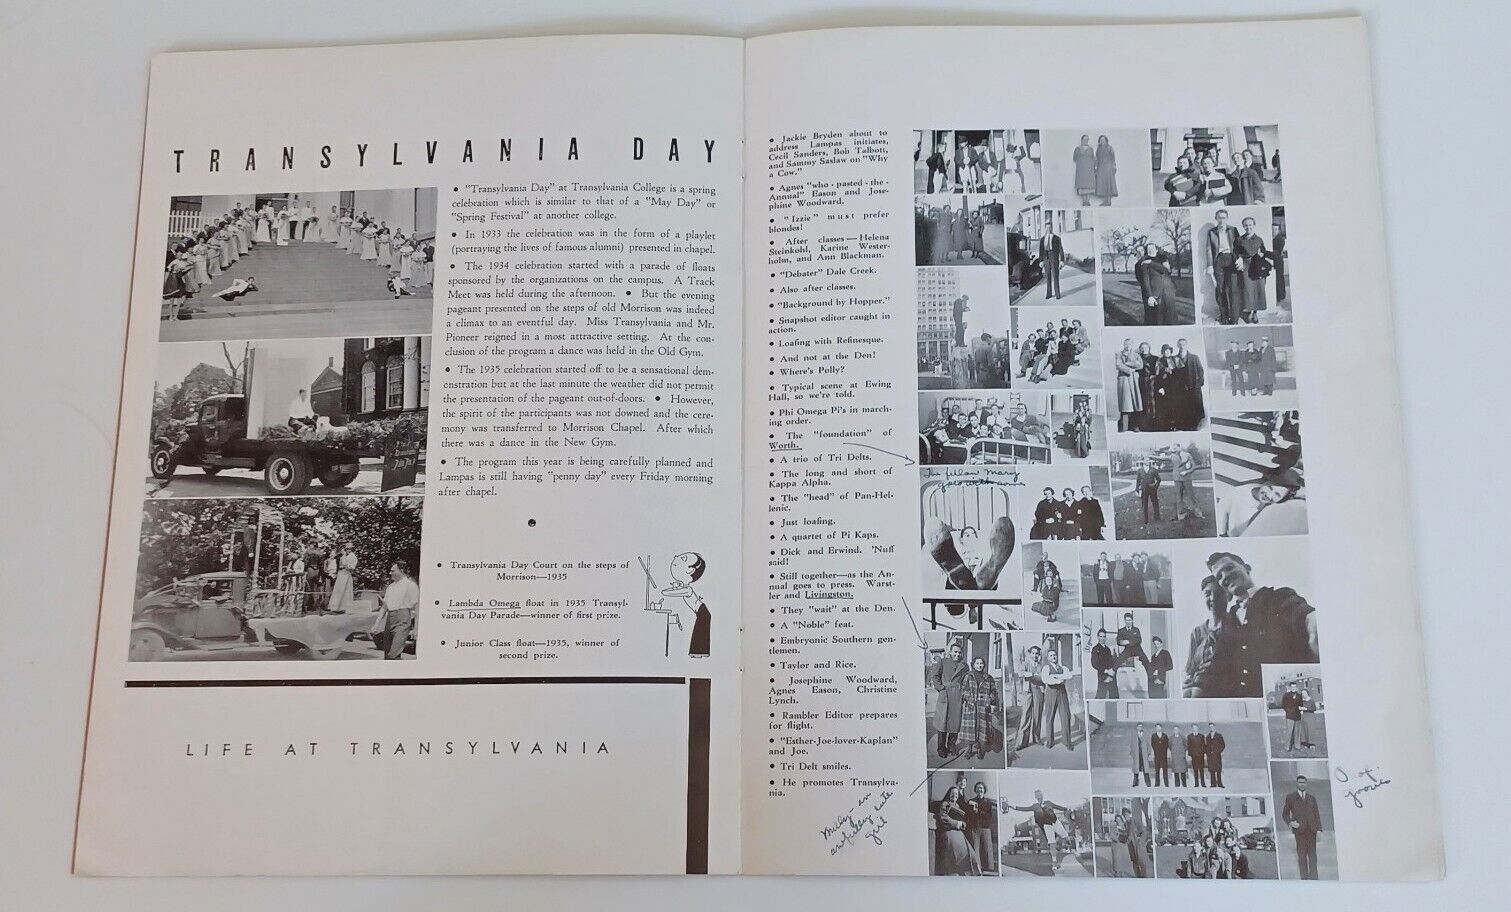 TRANSYLVANIA DAY
• "Transylvania Day" at Transylvania College is a spring
celebration which is similar to that of a "May Day" or
"Spring Festival" at another college.
• In 1933 the celebration was in the form of a playlet
(portraying the lives of famous alumni) presented in chapel.
• The 1934 celebration started with a parade of floats
sponsored by the organizations on the campus. A Track
Meet was held during the afternoon. • But the evening
pageant presented on the steps of old Morrison was indeed
a climax to an eventful day. Miss Transylvania and Mr.
Pioneer reigned in a most attractive setting. At the con-
clusion of the program a dance was held in the Old Gym.
• The 1935 celebration started off to be a sensational dem-
onstration but at the last minute the weather did not permit
the presentation of the pageant out-of-doors. • However,
the spirit of the participants was not downed and the cere-
mony was transferred to Morrison Chapel. After which
there was a dance in the New Gym.
• The program this year is being carefully planned and
Lampas is still having "penny day" every Friday morning
after chapel.
• Transylvania Day Court on the steps of
Morrison—1935
• Lambda Omega float in 1935 Transyl-
vania Day Parade—winner of first prize.
• Junior Class float—1935, winner of
second prize.
LIFE AT TRANSYLVANIA
• Jackie Bryden about to
address Lampas initiates,
Cecil Sanders, Bob Talbott,
and Sammy Saslaw on "Why
a Cow."
• Agnes "who-pasted-the-
Annual" Eason and Jose-
phine Woodward.
• "Izzie" must prefer
blondes!
• After classes—Helena
Steinkohl, Karine Wester-
holm, and Ann Blackman.
• "Debater" Dale Creek.
• Also after classes.
• "Background by Hopper."
• Snapshot editor caught in
action.
• Loafing with Refinesque.
• And not at the Den!
• Where's Polly?
• Typical scene at Ewing
Hall, so we're told.
• Phi Omega Pi's in march-
ing order.
• The "foundation" of
Worth.
• A trio of Tri Delts.
• The long and short of
Kappa Alpha.
• The "head" of Pan-Hel-
lenic.
• Just loafing.
• A quartet of Pi Kaps.
• Dick and Erwind. 'Nuff
said!
• Still together—as the An-
nual goes to press. Warst-
ler and Livingston.
• They "wait" at the Den.
• A "Noble" feat.
• Embryonic Southern gen-
tlemen.
• Taylor and Rice.
• Josephine Woodward,
Agnes Eason, Christine
Lynch.
• Rambler Editor prepares
for flight.
• "Esther-Joe-lover-Kaplan"
and Joe.
• Tri Delt smiles.
• He promotes Transylva-
nia.
The fellow Mary
goes with
Milly - an
awfully cute
girl